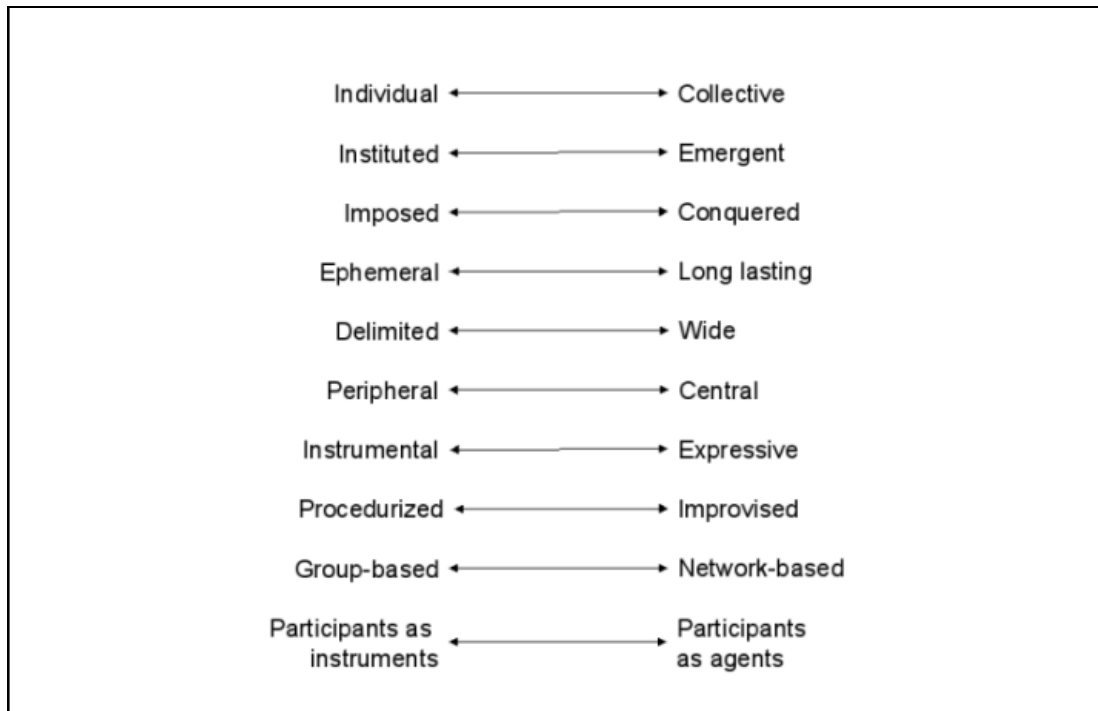 Individual Collective
Instituted Emergent
Imposed Conquered
Ephemeral Long lasting
Delimited Wide
Peripheral Central
Instrumental Expressive
Procedurized Improvised
Group-based Network-based
Participants as Participants
instruments as agents